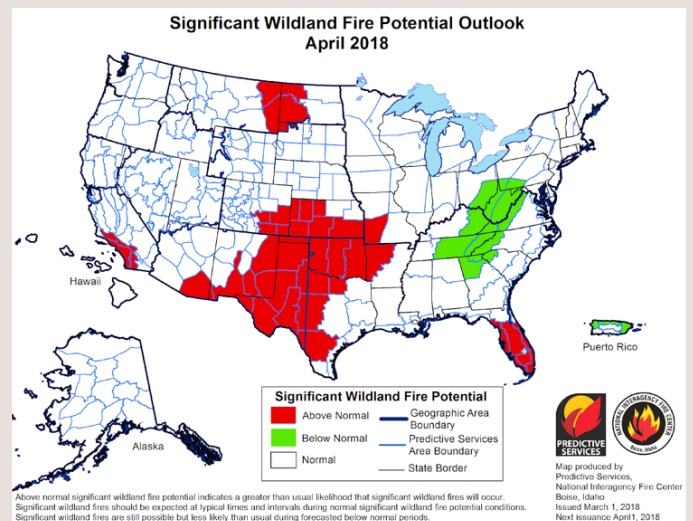 Significant Wildland Fire Potential Outlook
April 2018
Hawaii
Alaska
Puerto Rico
Significant Wildland Fire Potential
Above Normal
Below Normal
Normal
Geographic Area
Boundary
Predictive Services
Area Boundary
State Border
PREDICTIVE
SERVICES
NATIONAL INTERAGENCY FIRE CENTER
Boise, Idaho
Map produced by
Predictive Services,
National Interagency Fire Center
Boise, Idaho
Issued March 1, 2018
Next issuance April1, 2018
Above normal significant wildland fire potential indicates a greater than usual likelihood that significant wildland fires will occur.
Significant wildland fires should be expected at typical times and intervals during normal significant wildland fire potential conditions.
Significant wildland fires are still possible but less likely than usual during forecasted below normal periods.